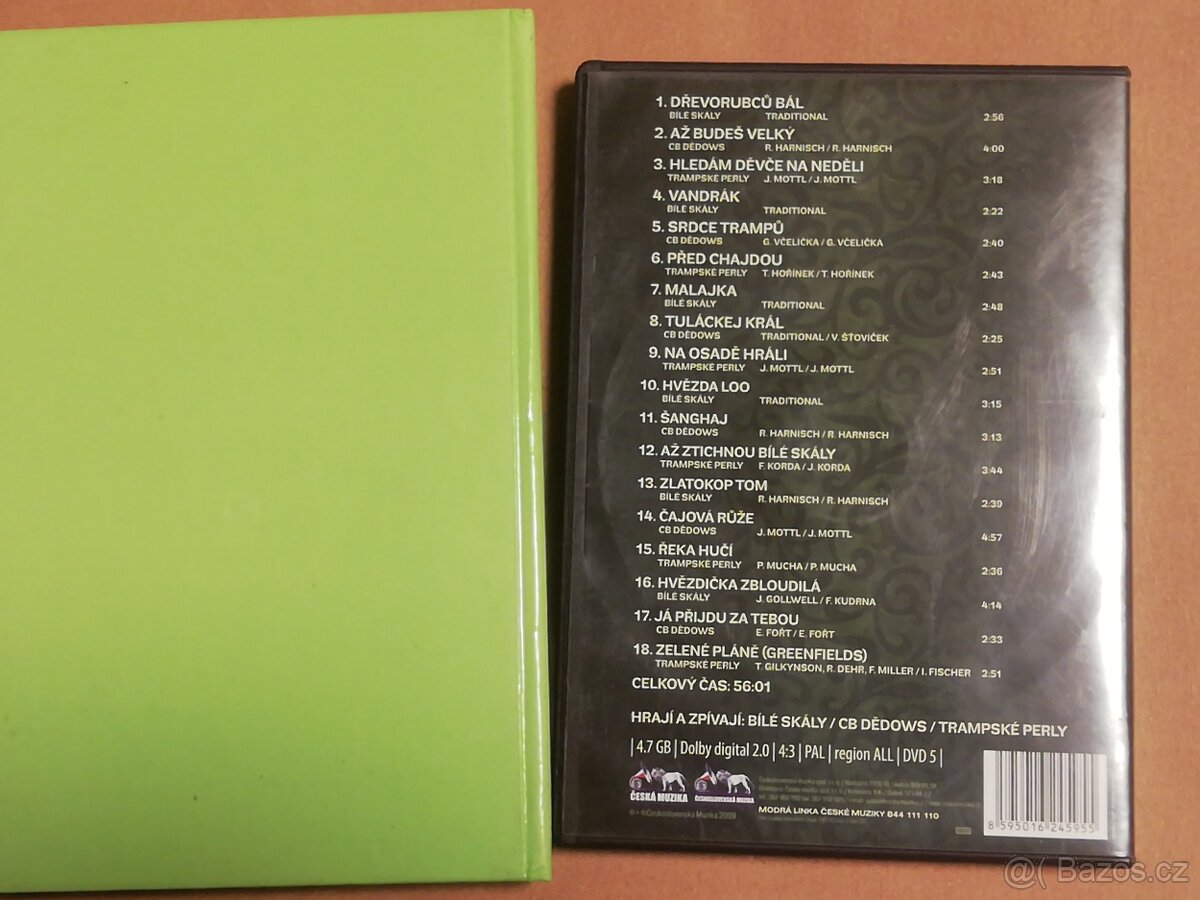 1. DŘEVORUBCŮ BÁL
BÍLÉ SKÁLY TRADITIONAL 2:56
2. AŽ BUDEŠ VELKÝ
CB DĚDOWS R. HARNISCH / R. HARNISCH 4:00
3. HLEDÁM DĚVČE NA NEDĚLI
TRAMPSKÉ PERLY J. MOTTL / J. MOTTL 3:18
4. VANDRÁK
BÍLÉ SKÁLY TRADITIONAL 2:22
5. SRDCE TRAMPŮ
CB DĚDOWS G. VČELIČKA / G. VČELIČKA 2:40
6. PŘED CHAJDOU
TRAMPSKÉ PERLY T. HOŘÍNEK / T. HOŘÍNEK 2:43
7. MALAJKA
BÍLÉ SKÁLY TRADITIONAL 2:48
8. TULÁCKEJ KRÁL
CB DĚDOWS TRADITIONAL / V. ŠŤOVIČEK 2:25
9. NA OSADĚ HRÁLI
TRAMPSKÉ PERLY J. MOTTL / J. MOTTL 2:51
10. HVĚZDA LOO
BÍLÉ SKÁLY TRADITIONAL 3:15
11. ŠANGHAJ
CB DĚDOWS R. HARNISCH / R. HARNISCH 3:13
12. AŽ ZTICHNOU BÍLÉ SKÁLY
TRAMPSKÉ PERLY F. KORDA / J. KORDA 3:44
13. ZLATOKOP TOM
BÍLÉ SKÁLY R. HARNISCH / R. HARNISCH 2:39
14. ČAJOVÁ RŮŽE
CB DĚDOWS J. MOTTL / J. MOTTL 4:57
15. ŘEKA HUČÍ
TRAMPSKÉ PERLY P. MUCHA / P. MUCHA 2:36
16. HVĚZDIČKA ZBLOUDILÁ
BÍLÉ SKÁLY J. GOLLWELL / F. KUDRNA 4:14
17. JÁ PŘIJDU ZA TEBOU
CB DĚDOWS E. FOŘT / E. FOŘT 2:33
18. ZELENÉ PLÁNĚ (GREENFIELDS)
TRAMPSKÉ PERLY T. GILKYNSON, R. DEHR, F. MILLER / I. FISCHER 2:51
CELKOVÝ ČAS: 56:01
HRAJÍ A ZPÍVAJÍ: BÍLÉ SKÁLY / CB DĚDOWS / TRAMPSKÉ PERLY
| 4.7 GB | Dolby digital 2.0 | 4:3 | PAL | region ALL | DVD 5 |
ČESKÁ MUZIKA ČESKOSLOVENSKÁ MUZIKA
MODRÁ LINKA ČESKÉ MUZIKY 844 111 110
8 595016 245955
@( Bazos.cz